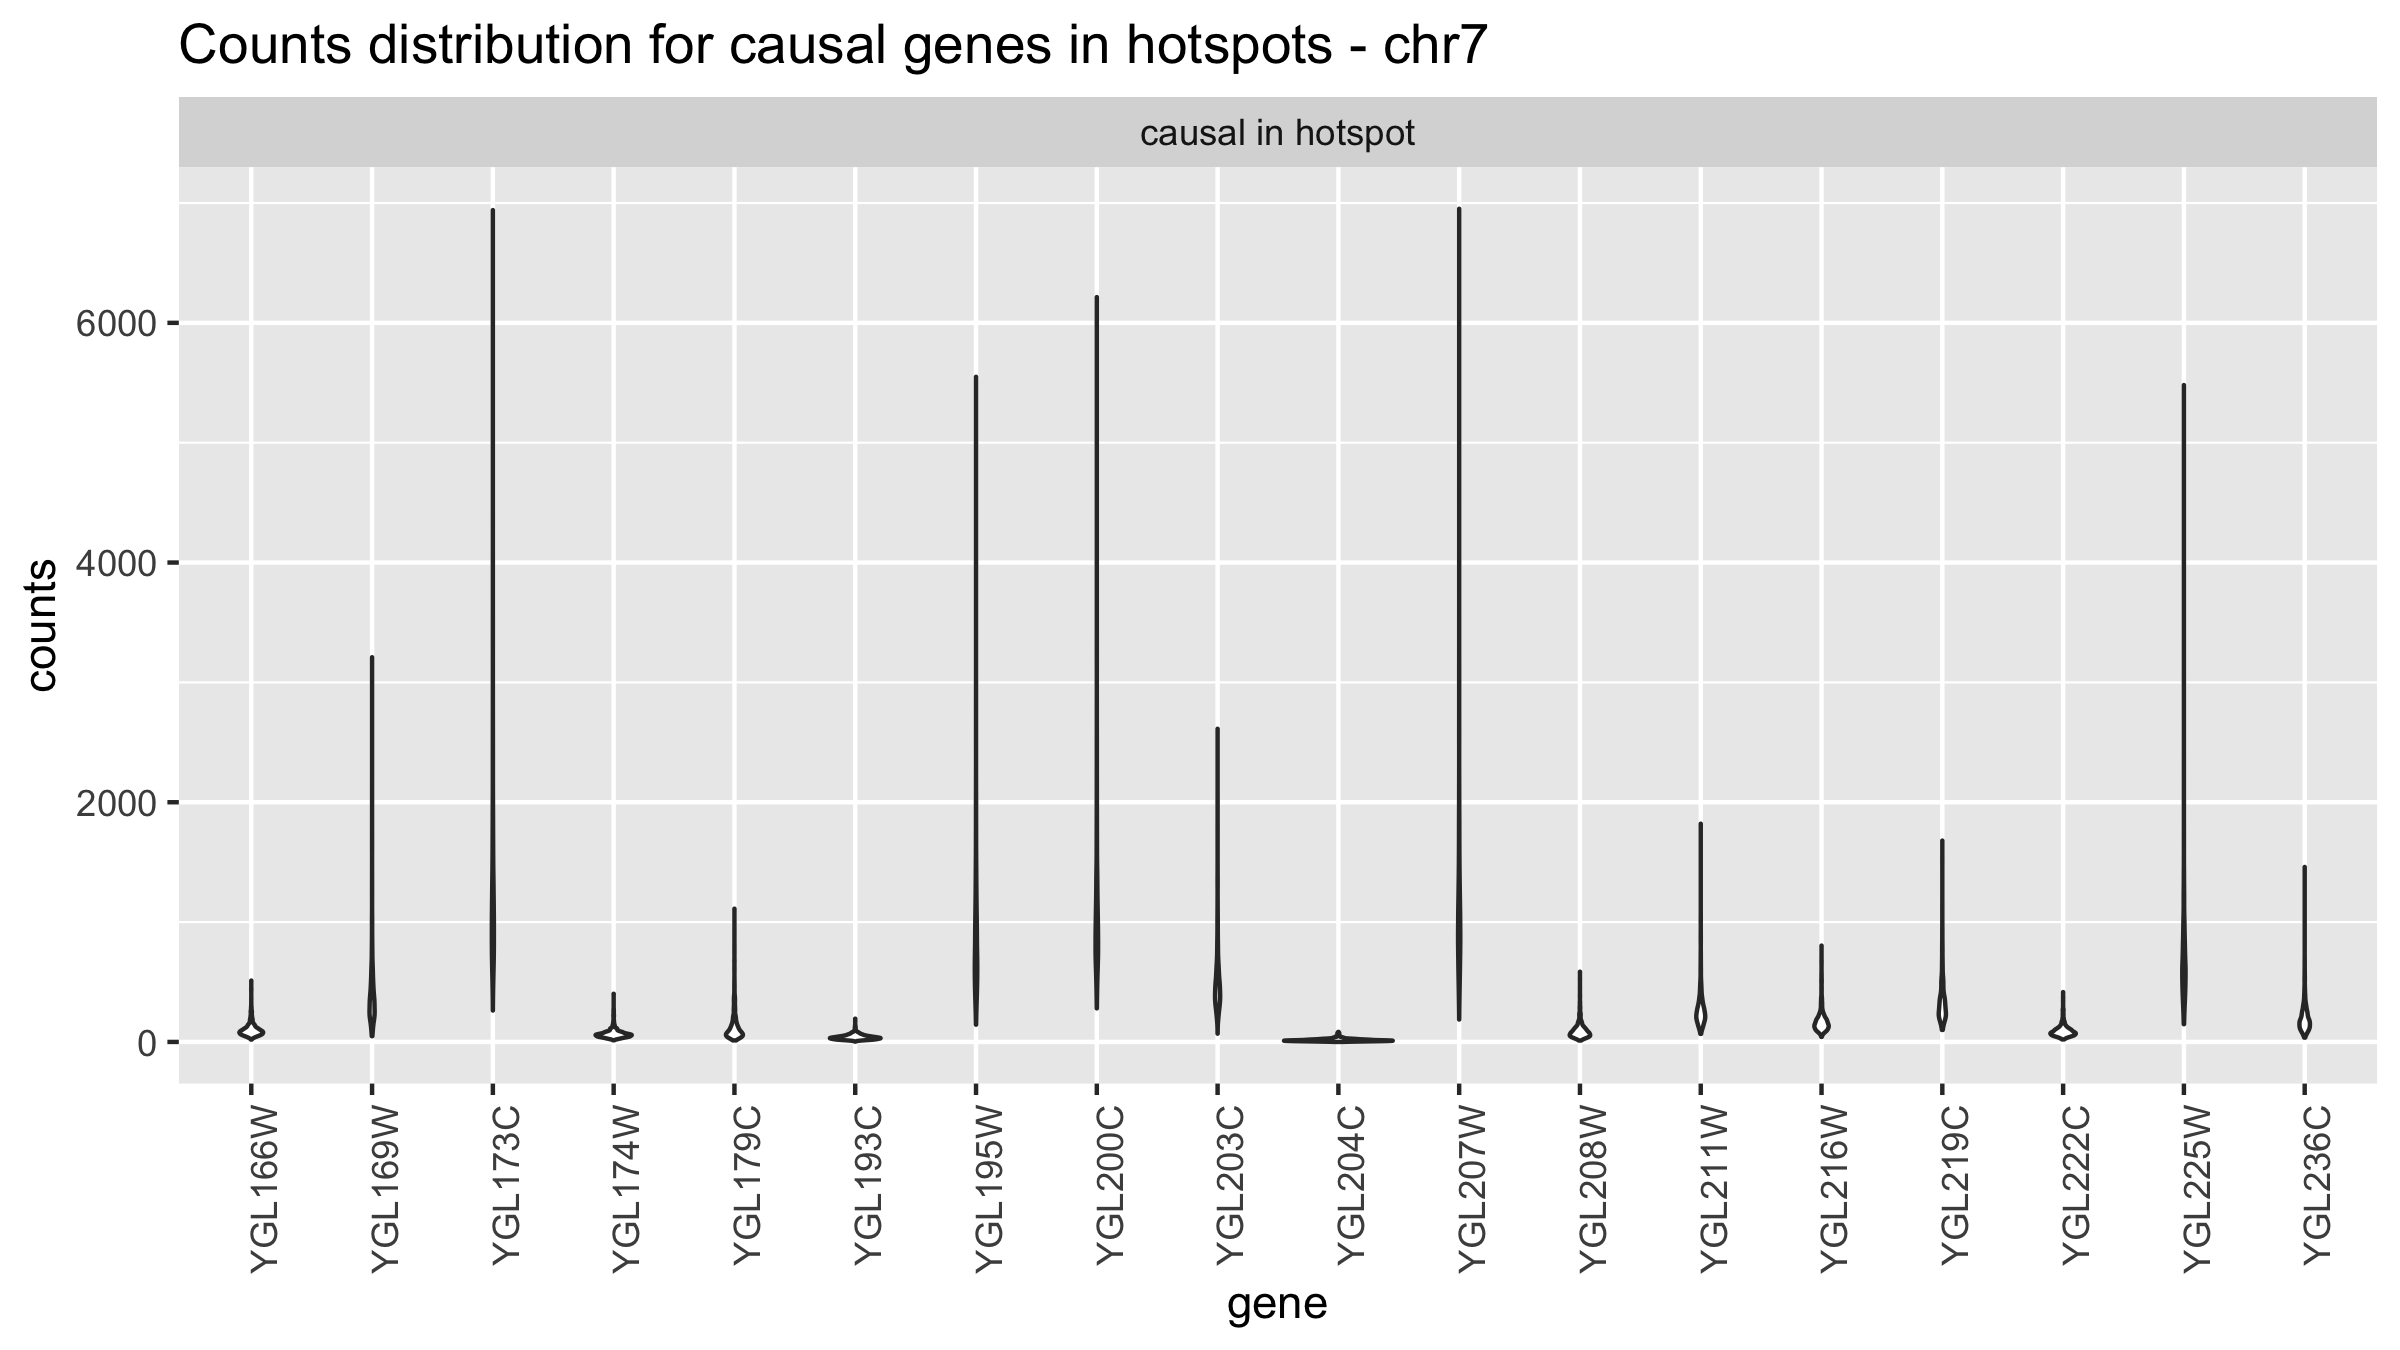 Counts distribution for causal genes in hotspots - chr7
causal in hotspot
counts
6000
4000
2000
0
YGL166W
YGL169W
YGL173C
YGL174W
YGL179C
YGL193C
YGL195W
YGL200C
YGL203C
YGL204C
YGL207W
YGL208W
YGL211W
YGL216W
YGL219C
YGL222C
YGL225W
YGL236C
gene